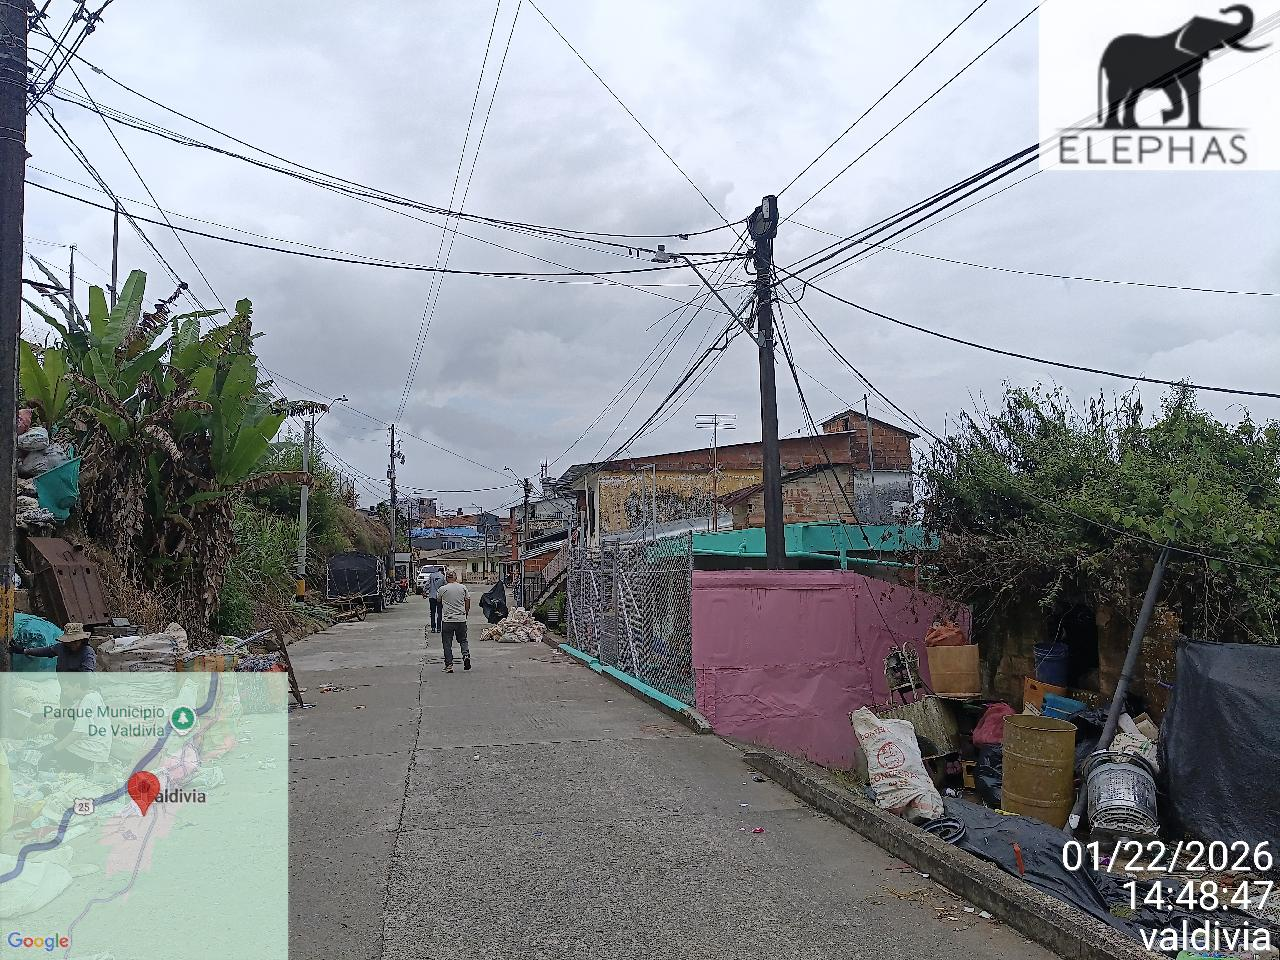 ELEPHAS
Parque Municipio
De Valdivia
25
aldivia
Google
01/22/2026
14:48:47
valdivia